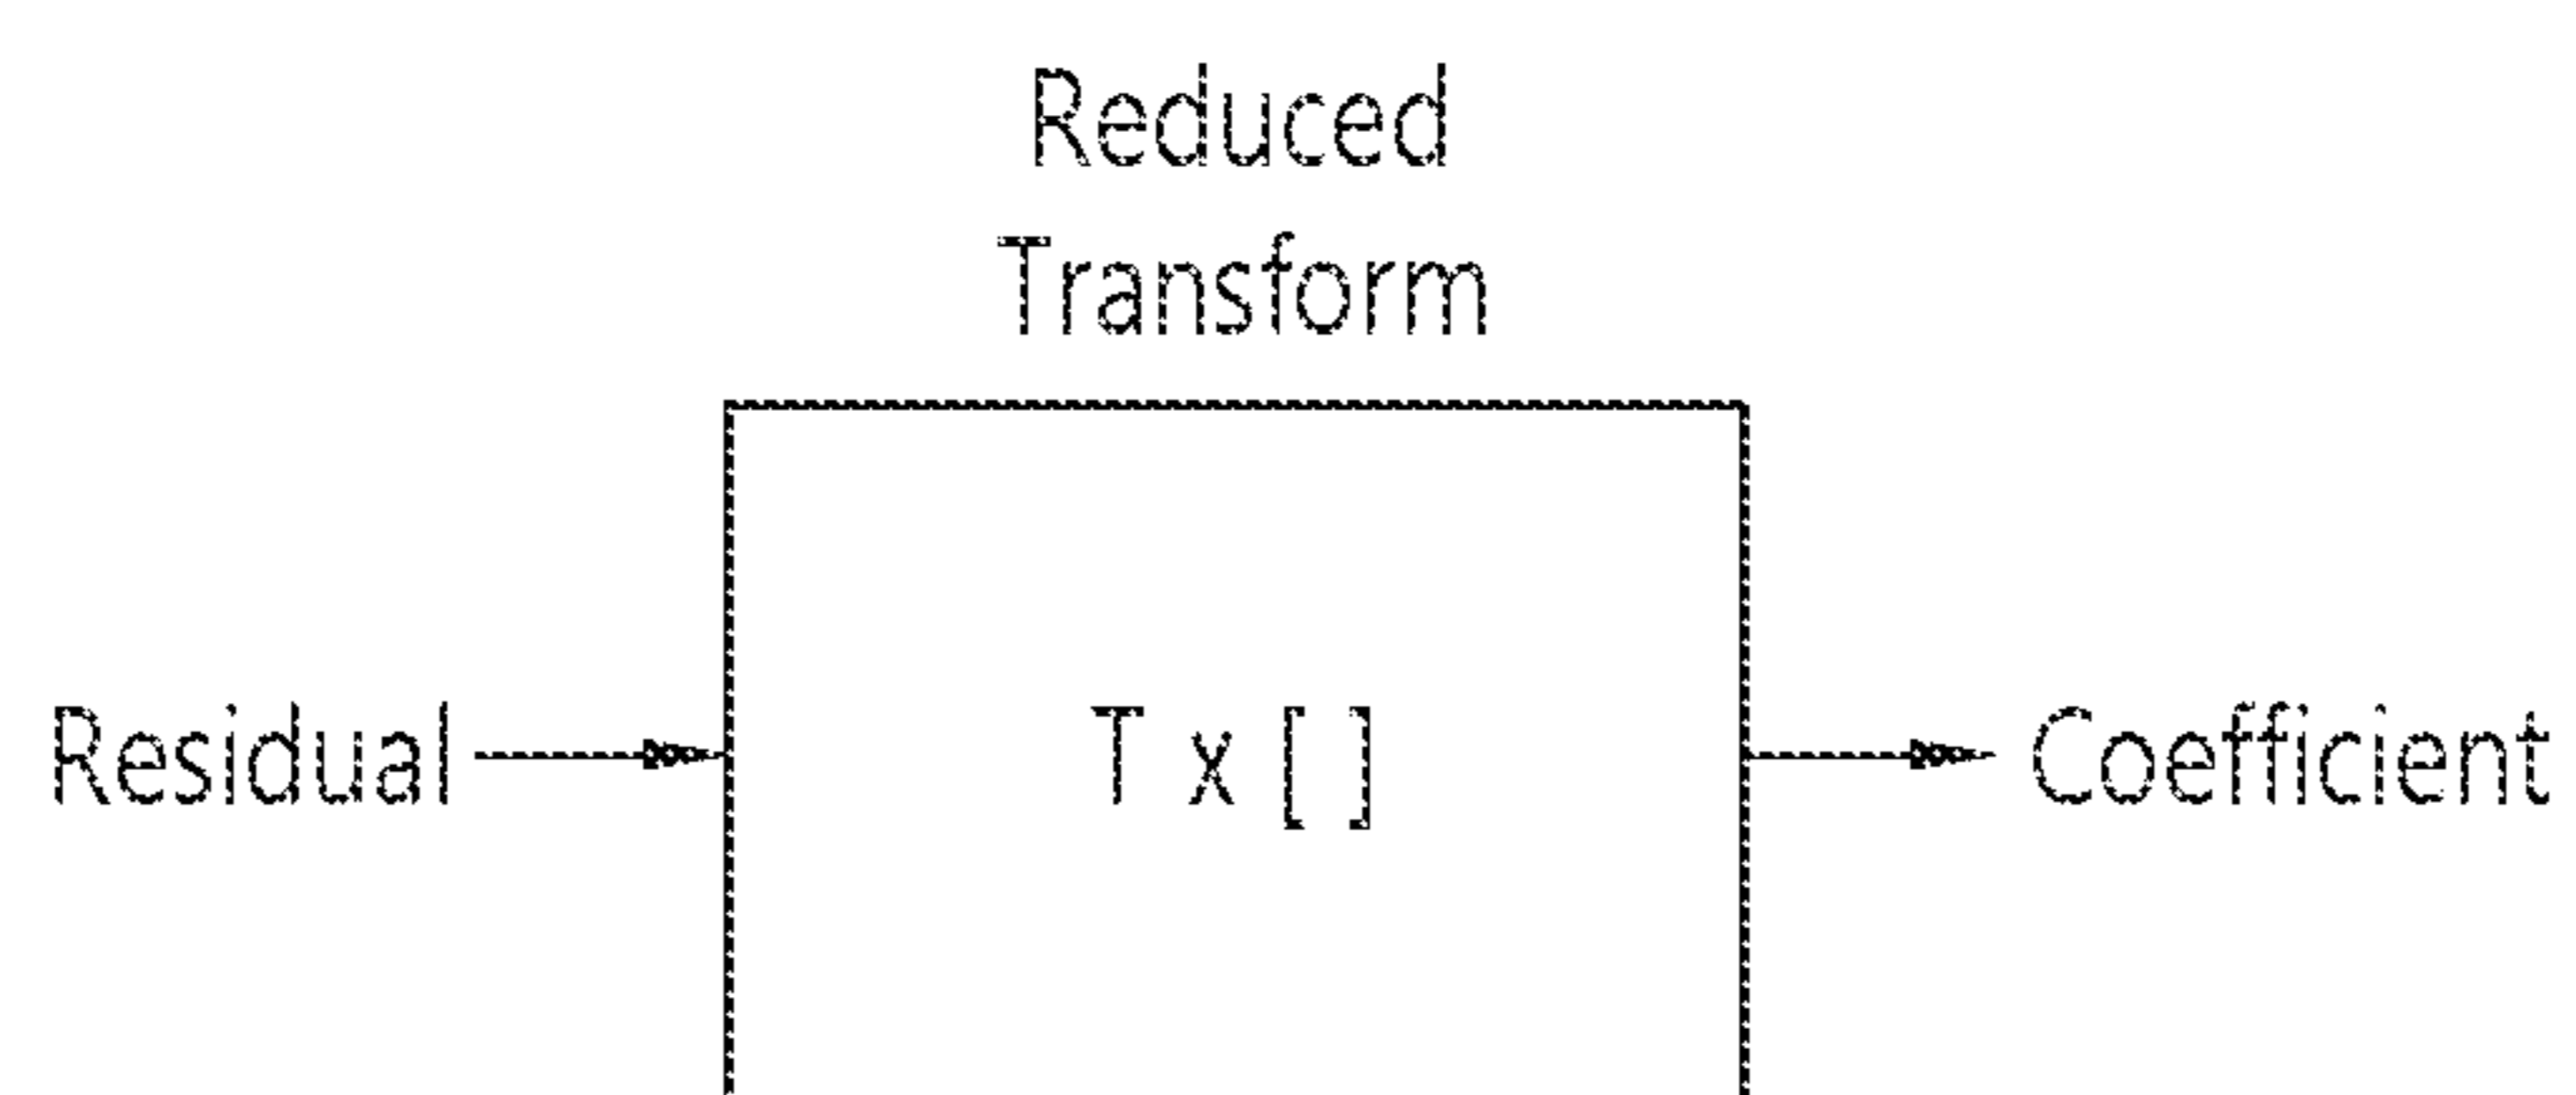 Reduced
Transform
Residual
T x [ ]
Coefficient